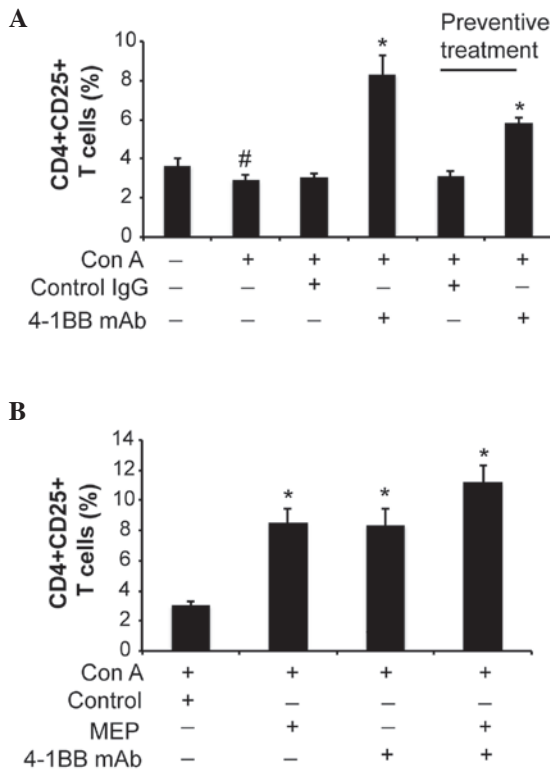 A
Preventive
treatment
CD4+CD25+
T cells (%)
10
8
6
4
2
0
#
*
*
Con A – + + + + +
Control IgG – – + – + –
4-1BB mAb – – – + – +
B
CD4+CD25+
T cells (%)
14
12
10
8
6
4
2
0
*
*
*
Con A + + + +
Control + – – –
MEP – + – +
4-1BB mAb – – + +